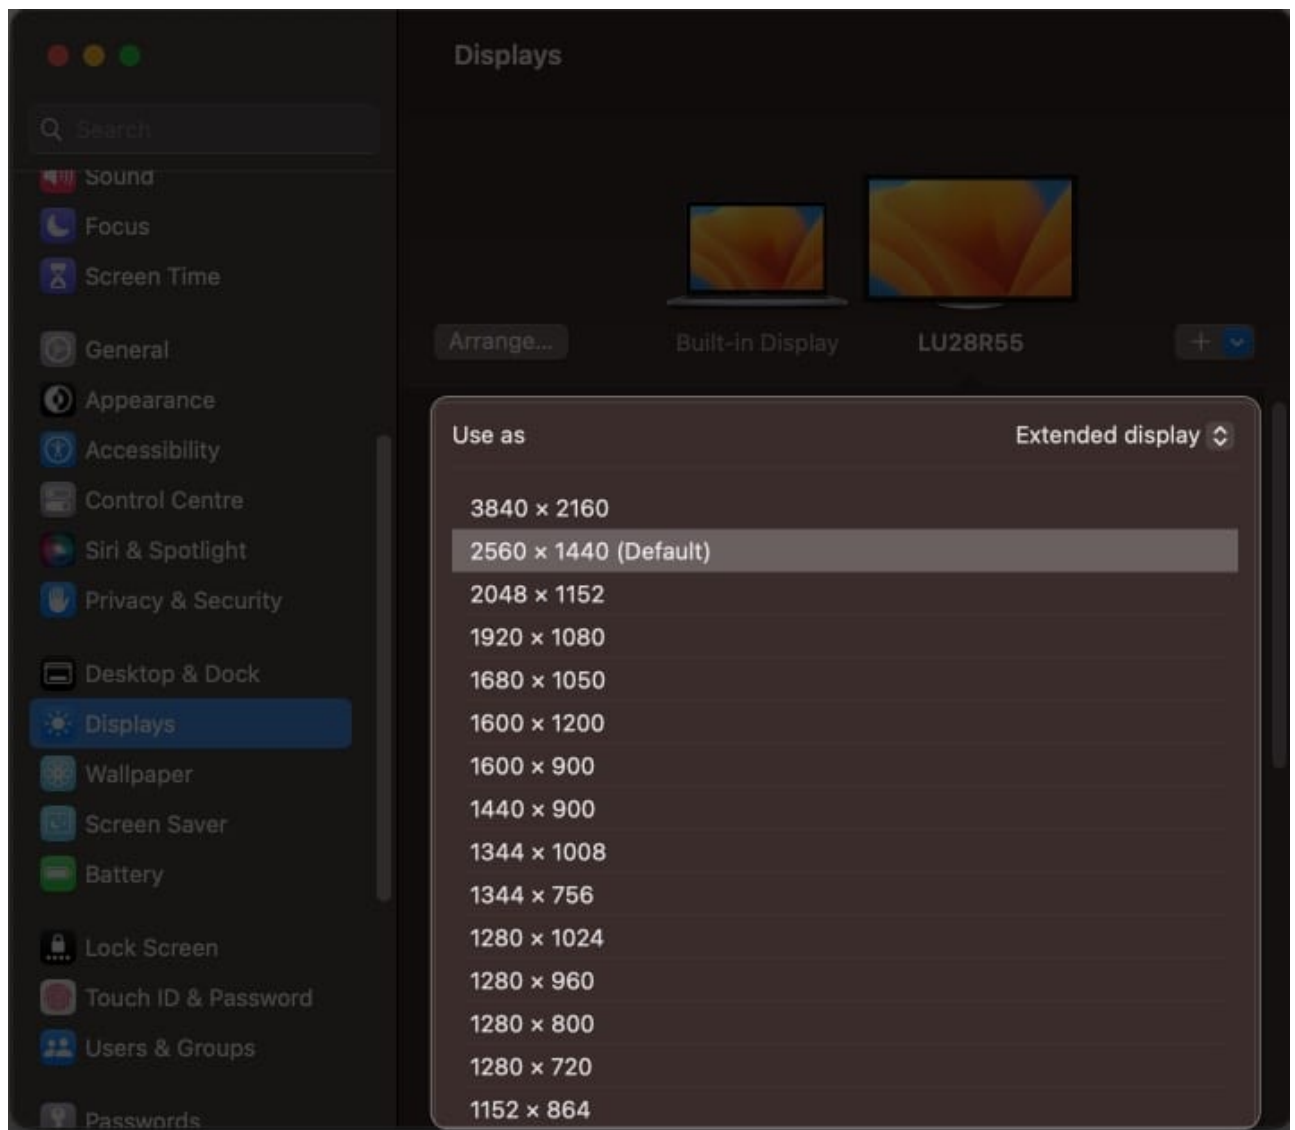 Displays
Search
Sound
Focus
Screen Time
General
Appearance
Accessibility
Control Centre
Siri & Spotlight
Privacy & Security
Desktop & Dock
Displays
Wallpaper
Screen Saver
Battery
Lock Screen
Touch ID & Password
Users & Groups
Passwords
Arrange...
Built-in Display
LU28R55
Use as
Extended display
3840 × 2160
2560 × 1440 (Default)
2048 × 1152
1920 × 1080
1680 × 1050
1600 × 1200
1600 × 900
1440 × 900
1344 × 1008
1344 × 756
1280 × 1024
1280 × 960
1280 × 800
1280 × 720
1152 × 864